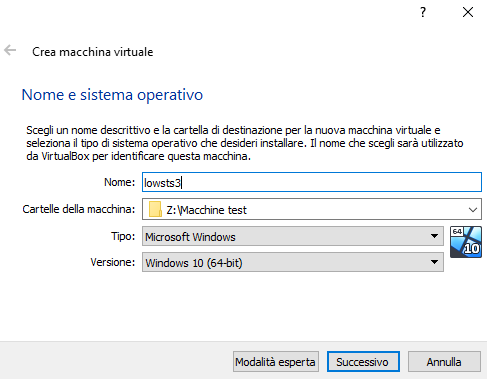 ?
Crea macchina virtuale
Nome e sistema operativo
Scegli un nome descrittivo e la cartella di destinazione per la nuova macchina virtuale e
seleziona il tipo di sistema operativo che desideri installare. Il nome che scegli sarà utilizzato
da VirtualBox per identificare questa macchina.
Nome: lowsts3
Cartelle della macchina: Z:\Macchine test
Tipo: Microsoft Windows
64
10
Versione: Windows 10 (64-bit)
Modalità esperta Successivo Annulla